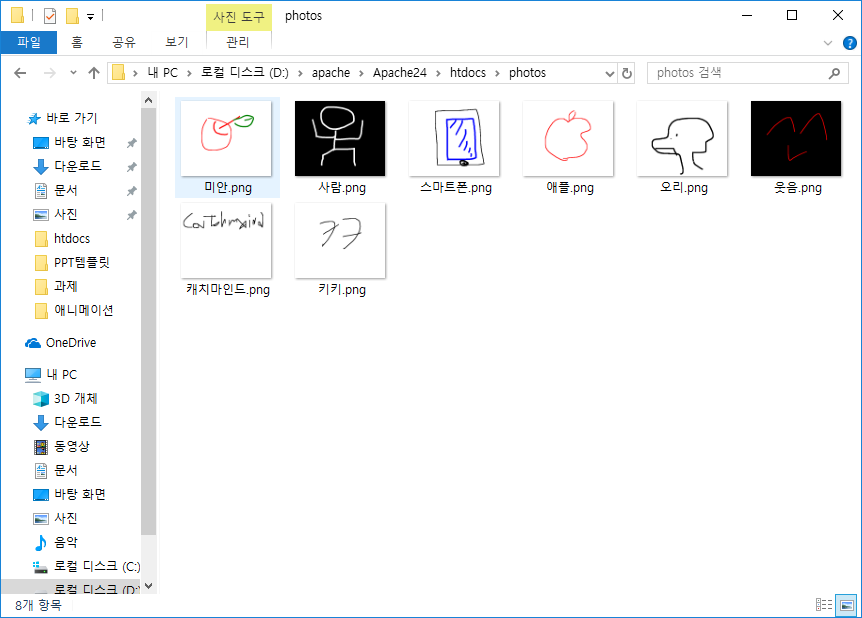 사진 도구 photos
파일 홈 공유 보기 관리
내 PC 로컬 디스크 (D:) apache Apache24 htdocs photos
photos 검색
바로 가기
바탕 화면
다운로드
문서
사진
htdocs
PPT템플릿
과제
애니메이션
OneDrive
내 PC
3D 개체
다운로드
동영상
문서
바탕 화면
사진
음악
로컬 디스크 (C:)
로컬 디스크 (D:
미안.png 사람.png 스마트폰.png 애플.png 오리.png 웃음.png
Catchmind ㅋㅋ
캐치마인드.png 키키.png
8개 항목